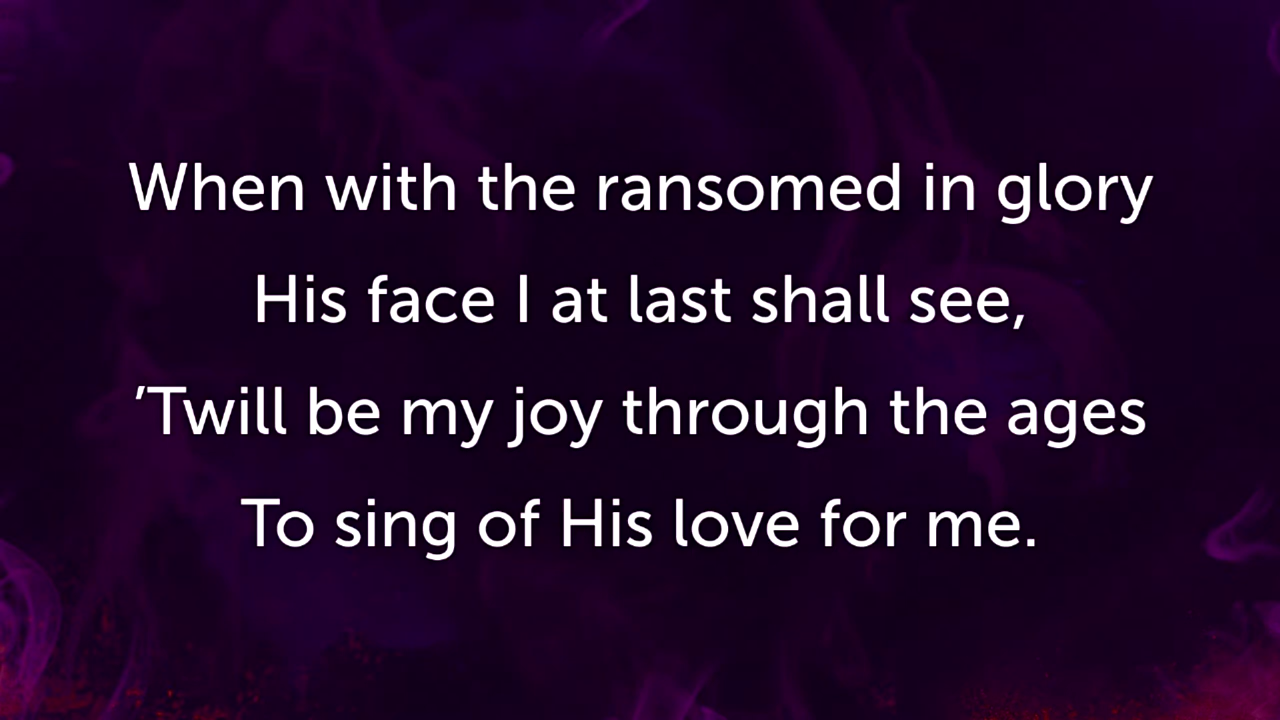 When with the ransomed in glory
His face I at last shall see,
’Twill be my joy through the ages
To sing of His love for me.